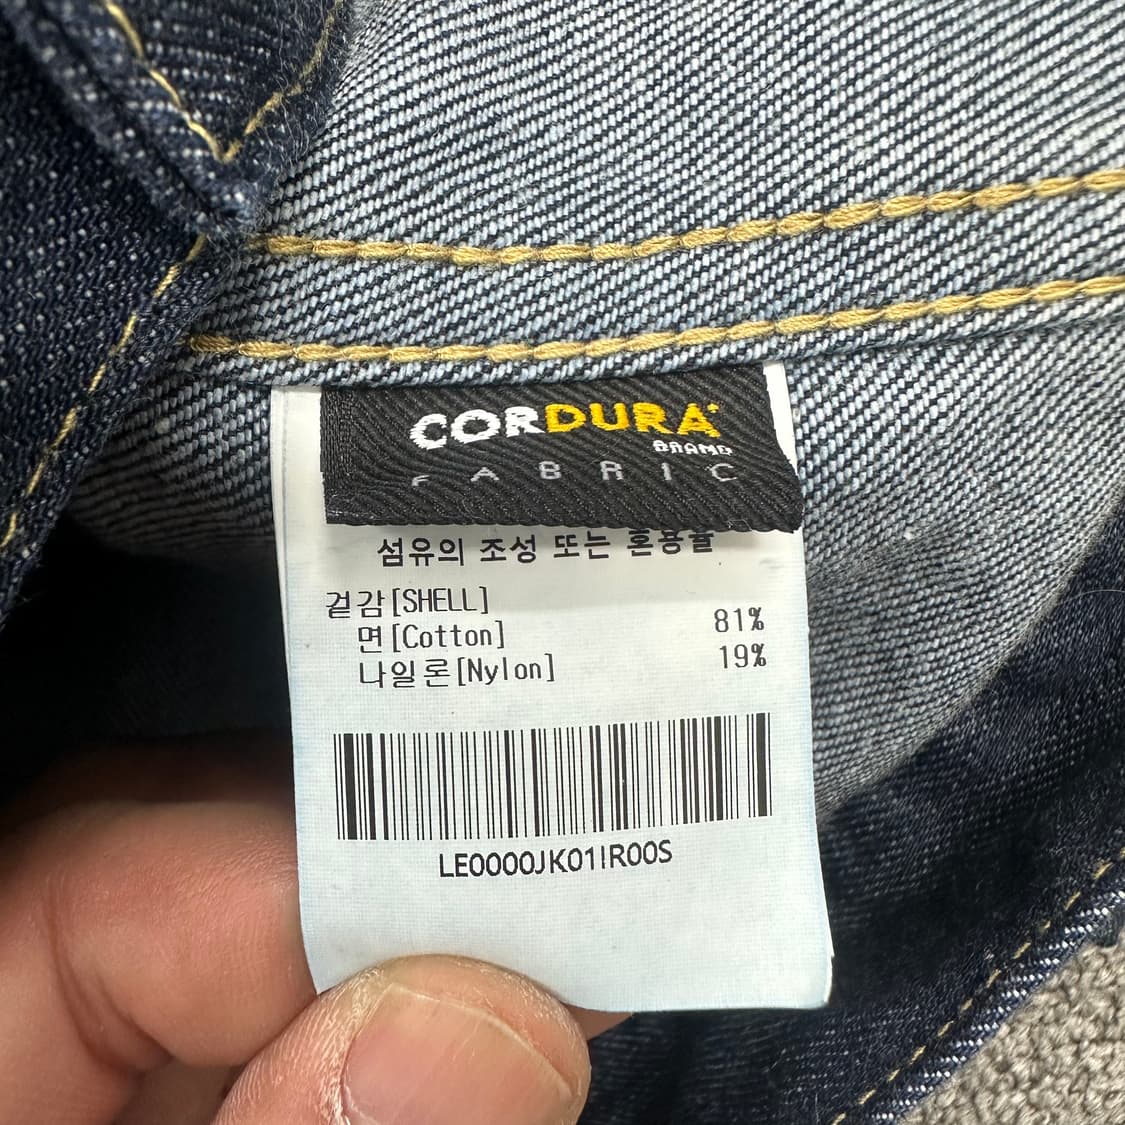 CORDURA
BRAND
FABRIC
섬유의 조성 또는 혼용율
겉감[SHELL]
면[Cotton] 81%
나일론[Nylon] 19%
LE0000JK01IR00S